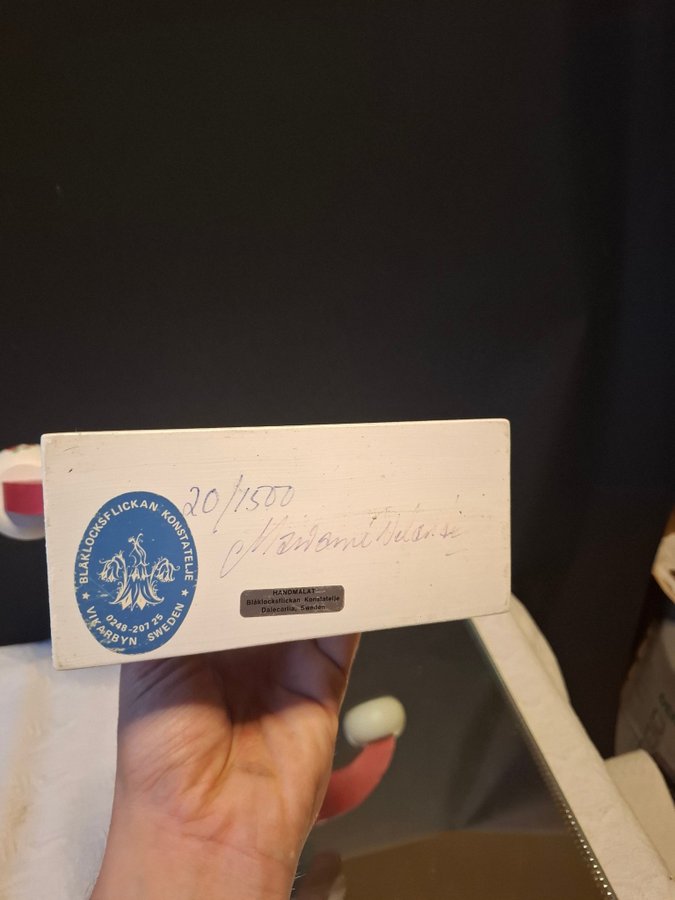 BLÅKLOCKSFLICKAN KONSTATELJE
★ VIKARBYN SWEDEN ★
0248-207 25
20/1500
HANDMÅLAT
Blåklocksflickan Konstatelje
Dalecarlia, Sweden